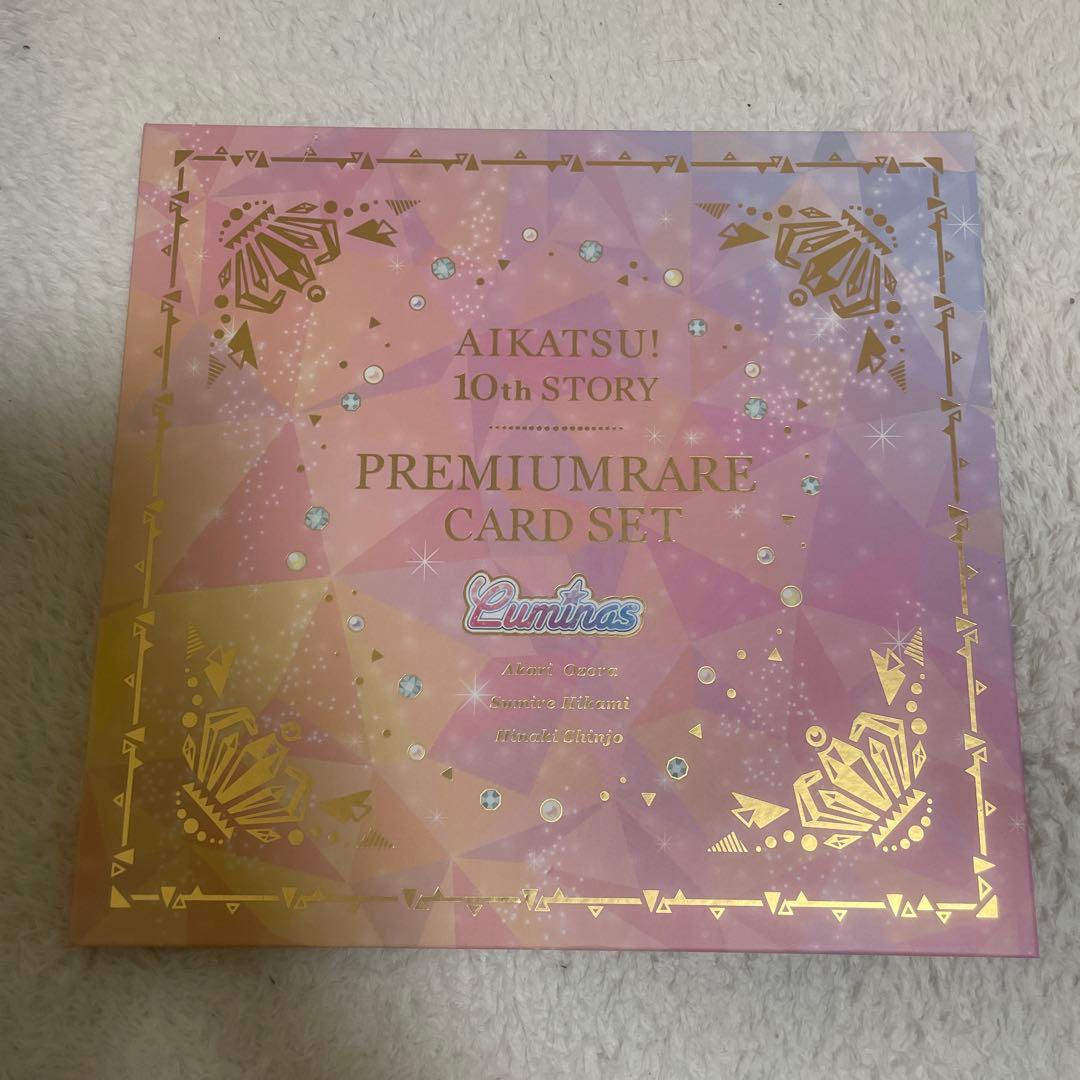 AIKATSU!
10th STORY
PREMIUMRARE
CARD SET
Luminas
Akari Ozora
Sumire Hikami
Hinaki Shinjo